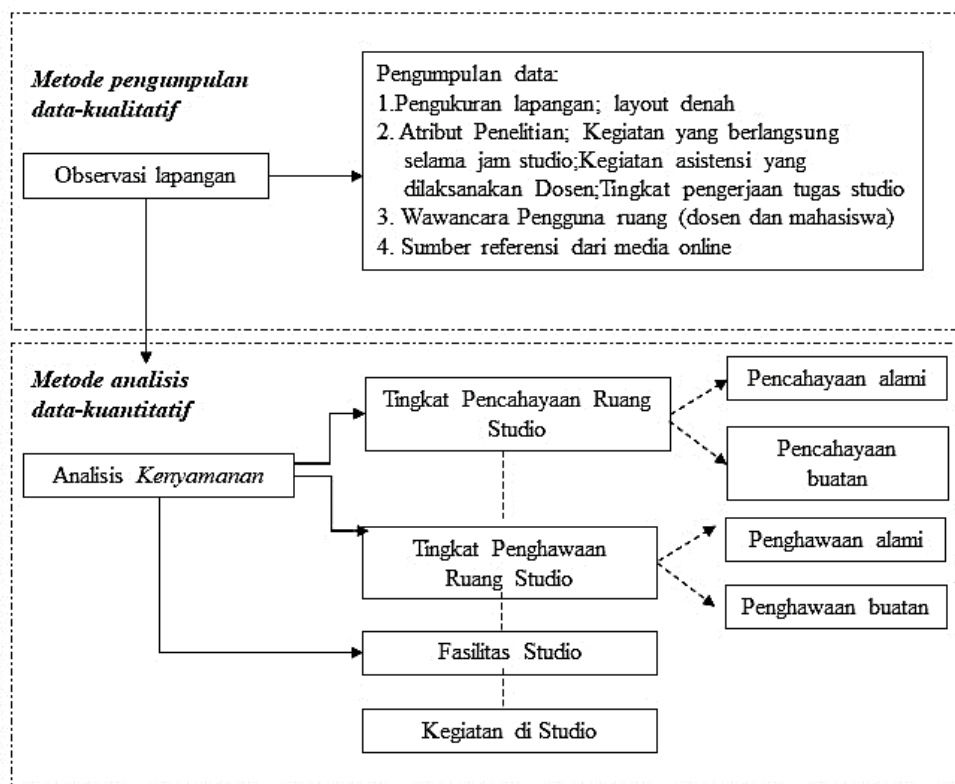 Metode pengumpulan
data-kualitatif
Observasi lapangan
Pengumpulan data:
1.Pengukuran lapangan; layout denah
2. Atribut Penelitian; Kegiatan yang berlangsung
selama jam studio;Kegiatan asistensi yang
dilaksanakan Dosen;Tingkat pengerjaan tugas studio
3. Wawancara Pengguna ruang (dosen dan mahasiswa)
4. Sumber referensi dari media online
Metode analisis
data-kuantitatif
Analisis Kenyamanan
Tingkat Pencahayaan Ruang
Studio
Pencahayaan alami
Pencahayaan
buatan
Tingkat Penghawaan
Ruang Studio
Penghawaan alami
Penghawaan buatan
Fasilitas Studio
Kegiatan di Studio